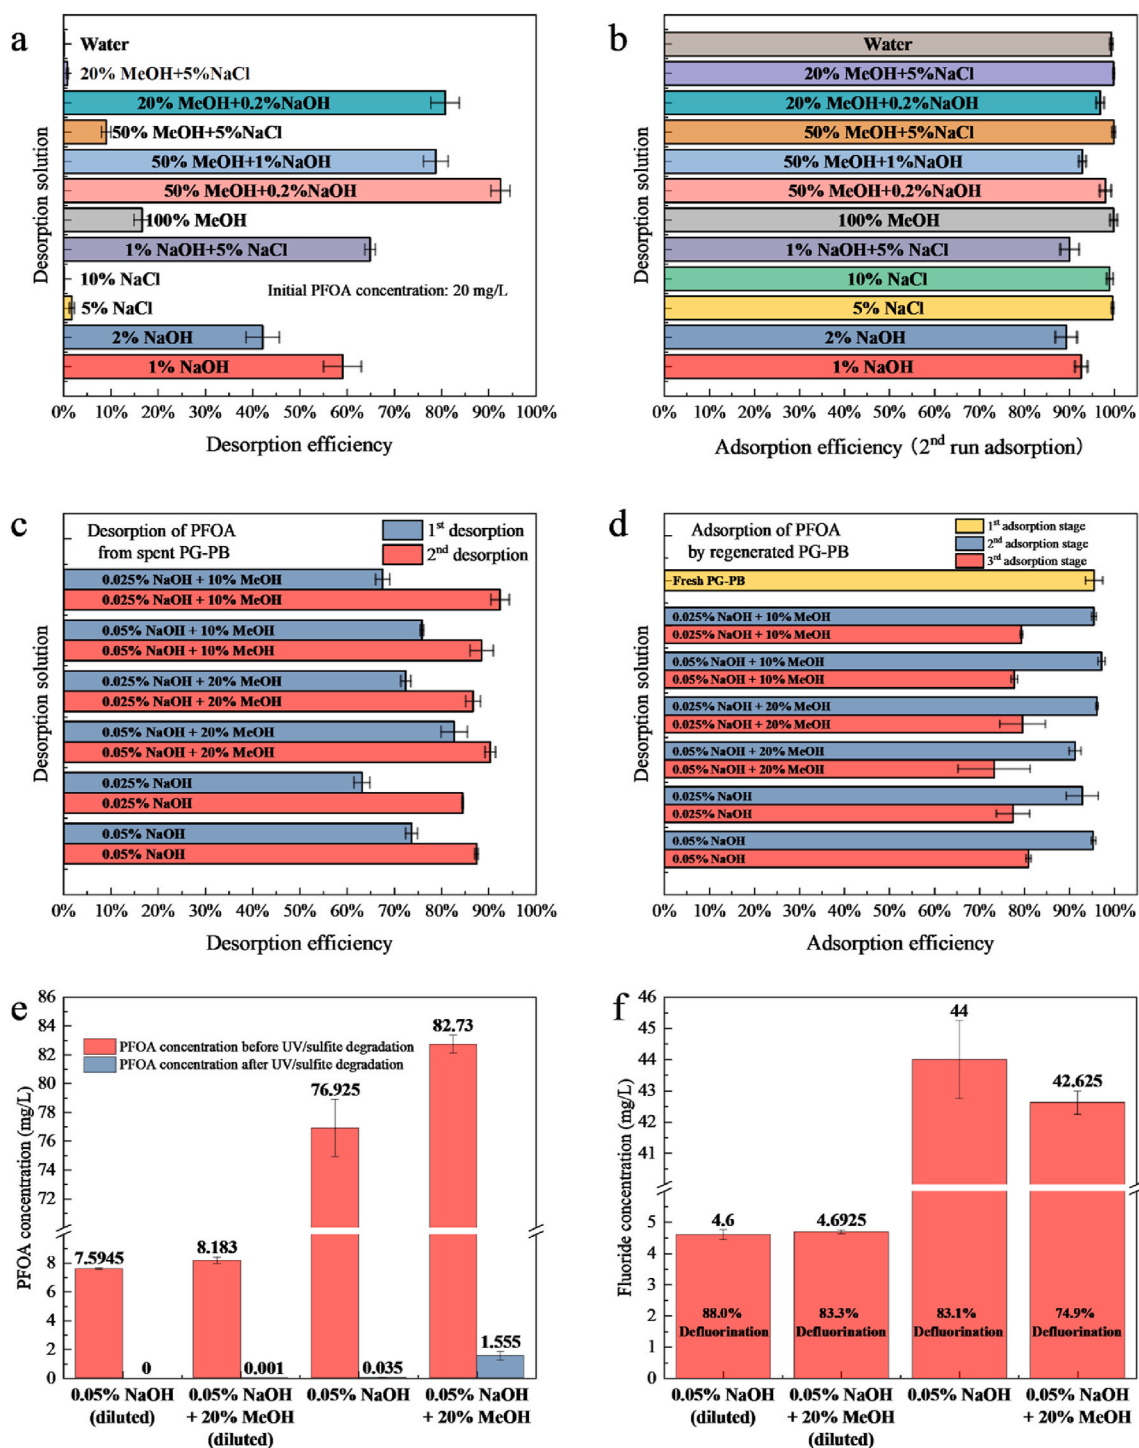 a
Desorption solution
Water
20% MeOH+5%NaCl
20% MeOH+0.2%NaOH
50% MeOH+5%NaCl
50% MeOH+1%NaOH
50% MeOH+0.2%NaOH
100% MeOH
1% NaOH+5% NaCl
10% NaCl
Initial PFOA concentration: 20 mg/L
5% NaCl
2% NaOH
1% NaOH
0% 10% 20% 30% 40% 50% 60% 70% 80% 90% 100%
Desorption efficiency
b
Desorption solution
Water
20% MeOH+5%NaCl
20% MeOH+0.2%NaOH
50% MeOH+5%NaCl
50% MeOH+1%NaOH
50% MeOH+0.2%NaOH
100% MeOH
1% NaOH+5% NaCl
10% NaCl
5% NaCl
2% NaOH
1% NaOH
0% 10% 20% 30% 40% 50% 60% 70% 80% 90% 100%
Adsorption efficiency (2nd run adsorption)
c
Desorption solution
Desorption of PFOA
from spent PG-PB
1st desorption
2nd desorption
0.025% NaOH + 10% MeOH
0.025% NaOH + 10% MeOH
0.05% NaOH + 10% MeOH
0.05% NaOH + 10% MeOH
0.025% NaOH + 20% MeOH
0.025% NaOH + 20% MeOH
0.05% NaOH + 20% MeOH
0.05% NaOH + 20% MeOH
0.025% NaOH
0.025% NaOH
0.05% NaOH
0.05% NaOH
0% 10% 20% 30% 40% 50% 60% 70% 80% 90% 100%
Desorption efficiency
d
Desorption solution
Adsorption of PFOA
by regenerated PG-PB
1st adsorption stage
2nd adsorption stage
3rd adsorption stage
Fresh PG-PB
0.025% NaOH + 10% MeOH
0.025% NaOH + 10% MeOH
0.05% NaOH + 10% MeOH
0.05% NaOH + 10% MeOH
0.025% NaOH + 20% MeOH
0.025% NaOH + 20% MeOH
0.05% NaOH + 20% MeOH
0.05% NaOH + 20% MeOH
0.025% NaOH
0.025% NaOH
0.05% NaOH
0.05% NaOH
0% 10% 20% 30% 40% 50% 60% 70% 80% 90% 100%
Adsorption efficiency
e
PFOA concentration (mg/L)
86
84
82
80
78
76
74
72
8
6
4
2
0
PFOA concentration before UV/sulfite degradation
PFOA concentration after UV/sulfite degradation
7.5945
0
8.183
0.001
76.925
0.035
82.73
1.555
0.05% NaOH
(diluted)
0.05% NaOH
+ 20% MeOH
(diluted)
0.05% NaOH
0.05% NaOH
+ 20% MeOH
f
Fluoride concentration (mg/L)
46
45
44
43
42
41
5
4
3
2
1
0
4.6
4.6925
44
42.625
88.0%
Defluorination
83.3%
Defluorination
83.1%
Defluorination
74.9%
Defluorination
0.05% NaOH
(diluted)
0.05% NaOH
+ 20% MeOH
(diluted)
0.05% NaOH
0.05% NaOH
+ 20% MeOH